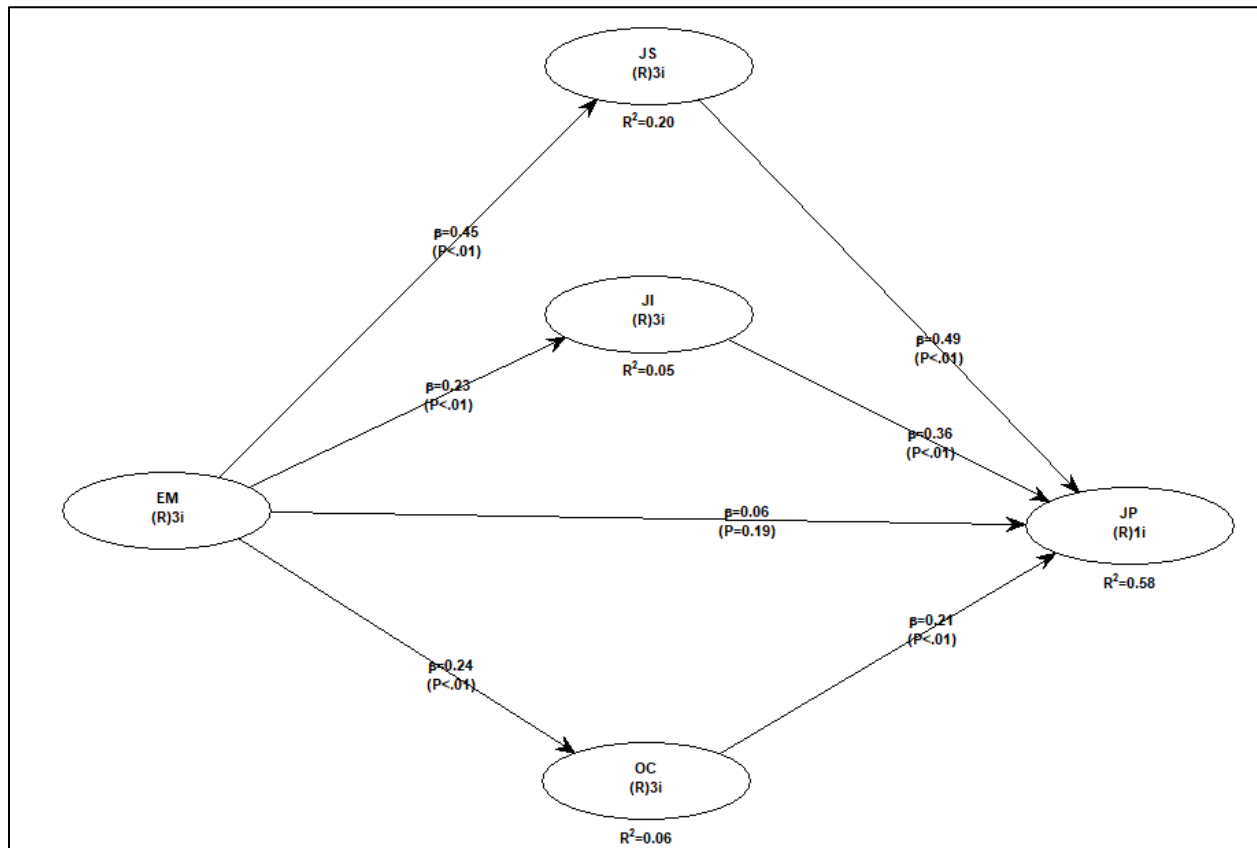 JS
(R)3i
R²=0.20
β=0.45
(P<.01)
JI
(R)3i
R²=0.05
β=0.49
(P<.01)
β=0.23
(P<.01)
β=0.36
(P<.01)
EM
(R)3i
β=0.06
(P=0.19)
JP
(R)1i
R²=0.58
β=0.24
(P<.01)
β=0.21
(P<.01)
OC
(R)3i
R²=0.06